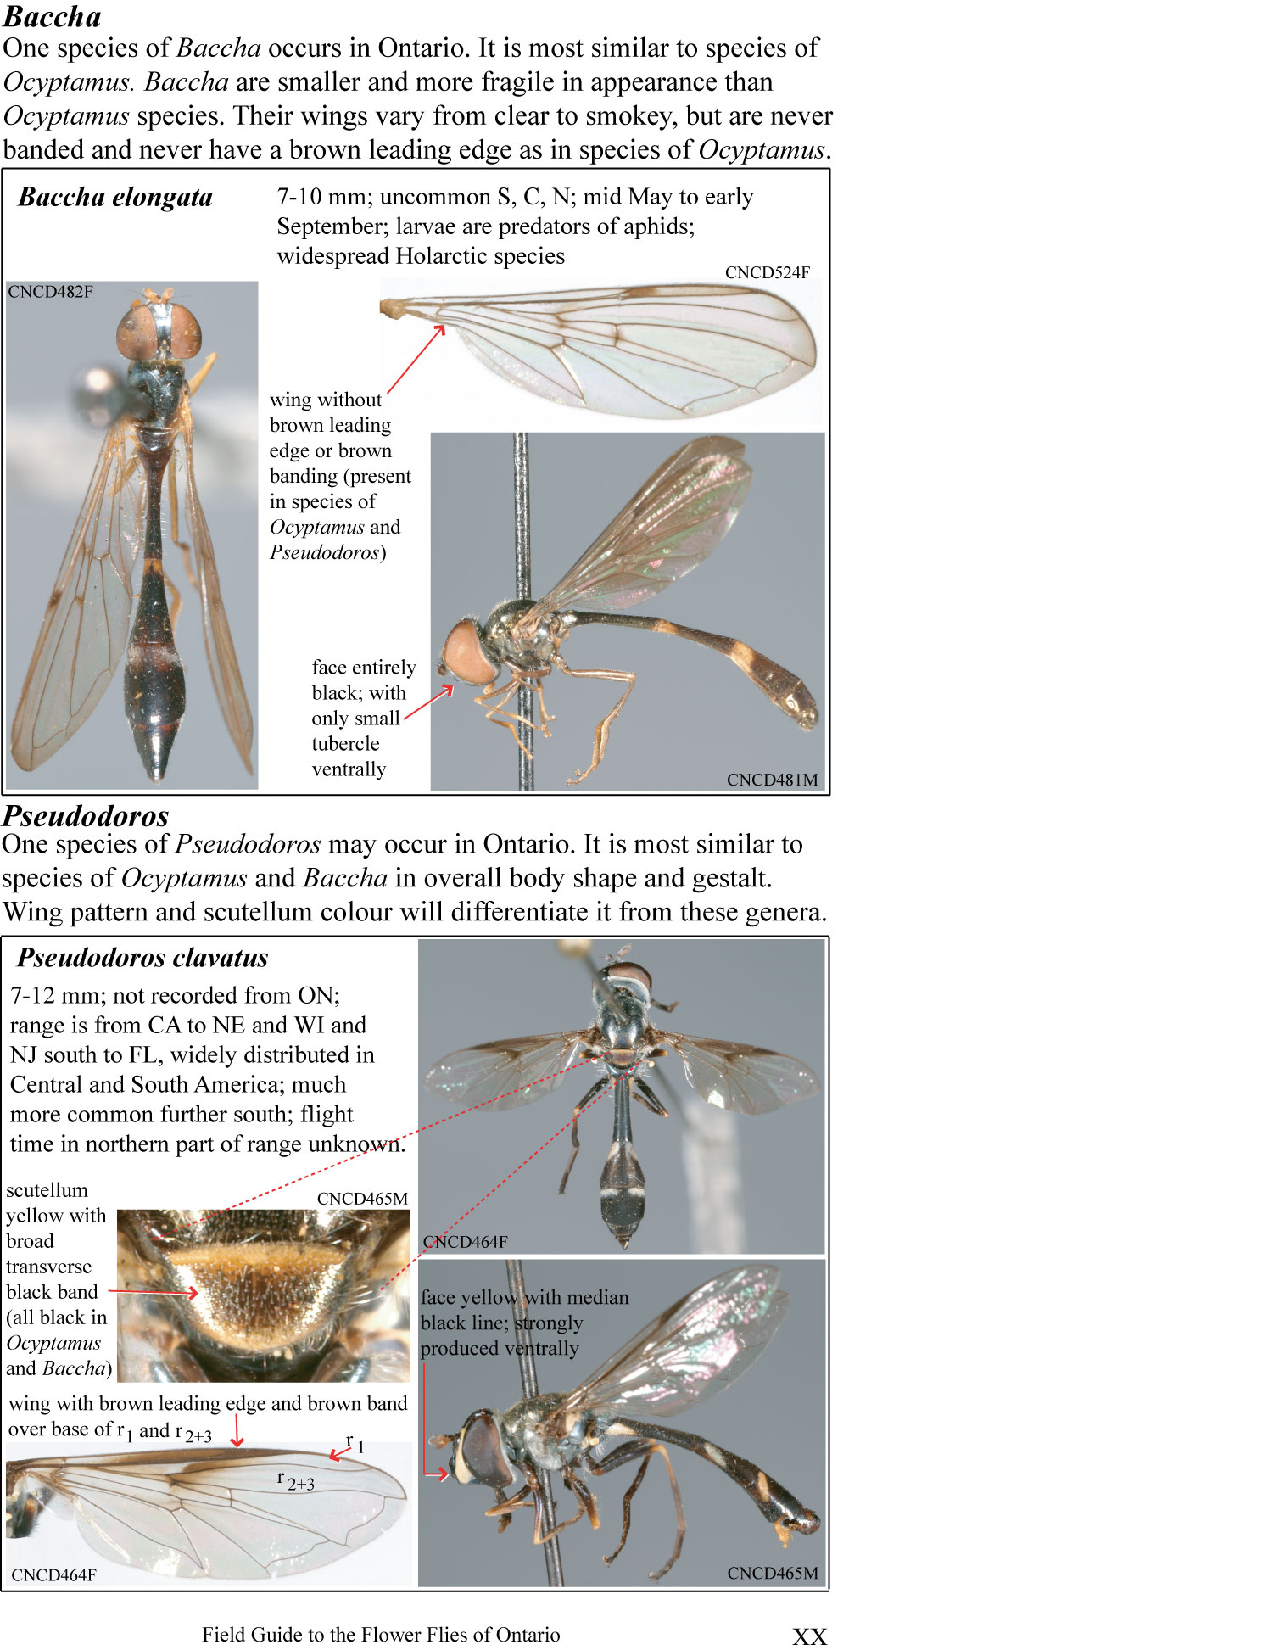 Baccha
One species of Baccha occurs in Ontario. It is most similar to species of
Ocyptamus. Baccha are smaller and more fragile in appearance than
Ocyptamus species. Their wings vary from clear to smokey, but are never
banded and never have a brown leading edge as in species of Ocyptamus.
Baccha elongata
7-10 mm; uncommon S, C, N; mid May to early
September; larvae are predators of aphids;
widespread Holarctic species
CNCD524F
CNCD482F
wing without
brown leading
edge or brown
banding (present
in species of
Ocyptamus and
Pseudodoros)
face entirely
black; with
only small
tubercle
ventrally
CNCD481M
Pseudodoros
One species of Pseudodoros may occur in Ontario. It is most similar to
species of Ocyptamus and Baccha in overall body shape and gestalt.
Wing pattern and scutellum colour will differentiate it from these genera.
Pseudodoros clavatus
7-12 mm; not recorded from ON;
range is from CA to NE and WI and
NJ south to FL, widely distributed in
Central and South America; much
more common further south; flight
time in northern part of range unknown.
CNCD464F
scutellum
yellow with
broad
transverse
black band
(all black in
Ocyptamus
and Baccha)
CNCD465M
face yellow with median
black line; strongly
produced ventrally
CNCD465M
wing with brown leading edge and brown band
over base of r1 and r2+3
r1
r2+3
CNCD464F
Field Guide to the Flower Flies of Ontario
XX